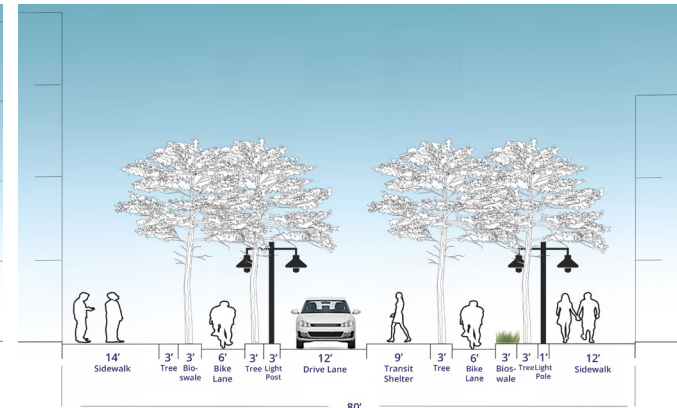 14' 3' 3' 6' 3' 3' 12' 9' 3' 6' 3' 3' 1' 12'
Sidewalk Tree Bio- Bike Tree Light Drive Lane Transit Tree Bike Bios- Tree Light Sidewalk
swale Lane Post Shelter Lane wale Pole
80'